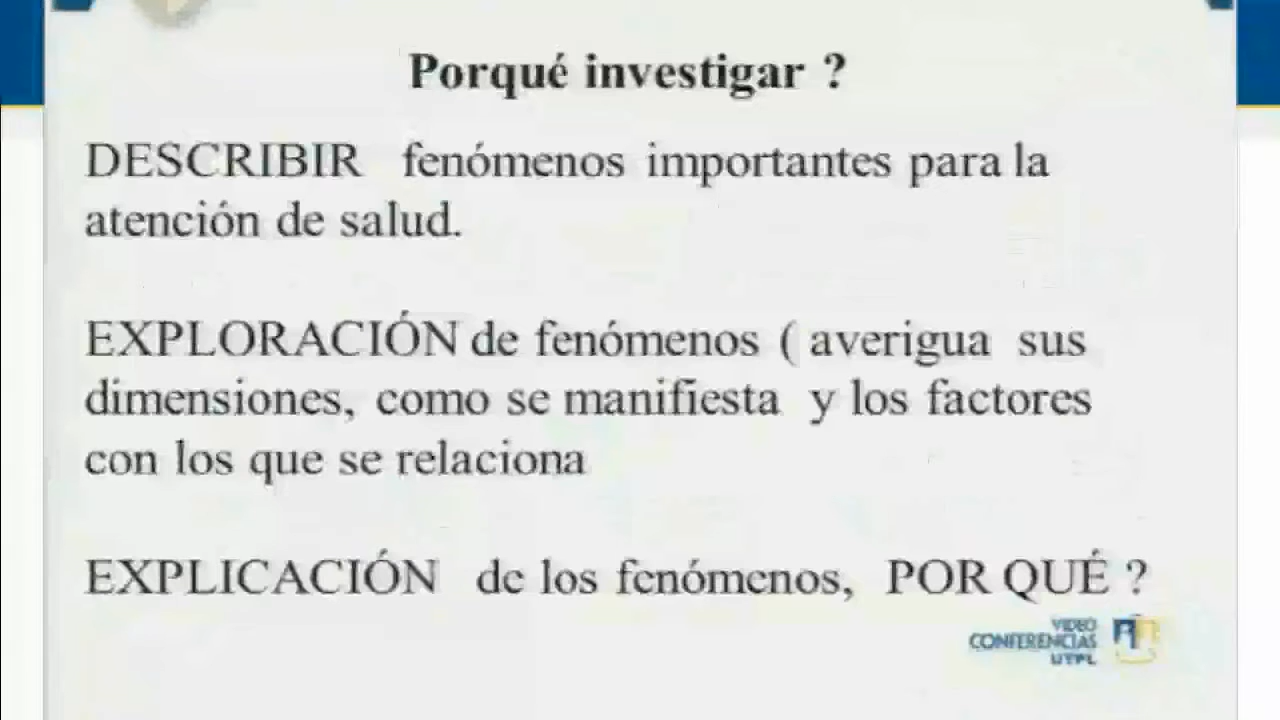 Porqué investigar ?
DESCRIBIR fenómenos importantes para la
atención de salud.
EXPLORACIÓN de fenómenos ( averigua sus
dimensiones, como se manifiesta y los factores
con los que se relaciona
EXPLICACIÓN de los fenómenos, POR QUÉ ?
VIDEO
CONFERENCIAS
UTPL